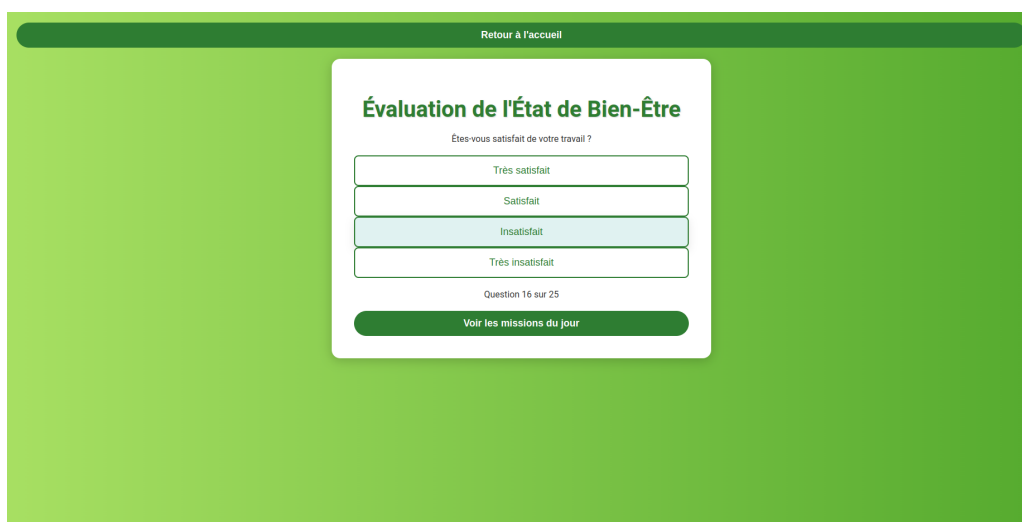 Retour à l'accueil
Évaluation de l'État de Bien-Être
Êtes-vous satisfait de votre travail ?
Très satisfait
Satisfait
Insatisfait
Très insatisfait
Question 16 sur 25
Voir les missions du jour